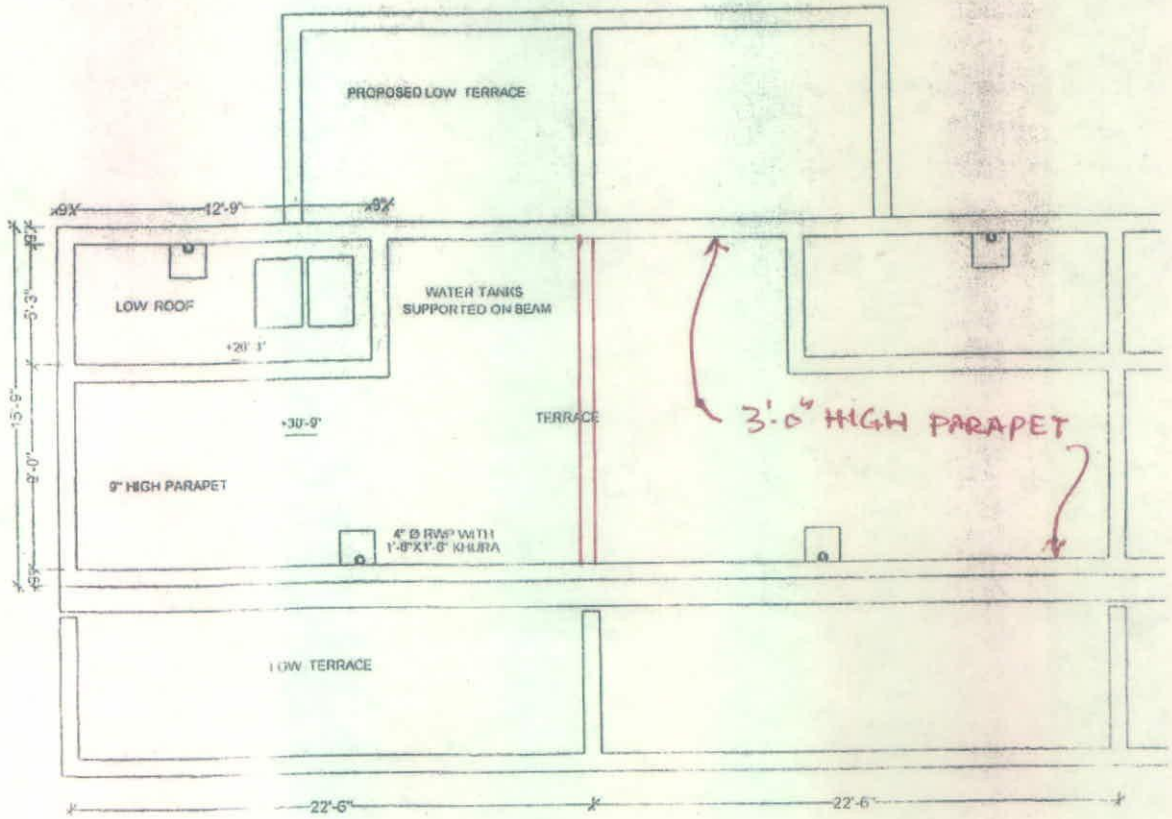 PROPOSED LOW TERRACE
9"
12'-9"
9"
9"
5'-3"
15'-9"
9'-0"
9"
LOW ROOF
WATER TANKS
SUPPORTED ON BEAM
+30'-9"
TERRACE
3'-0" HIGH PARAPET
9" HIGH PARAPET
4" Ø RWP WITH
1'-6"X1'-6" KHURA
LOW TERRACE
22'-6"
22'-6"